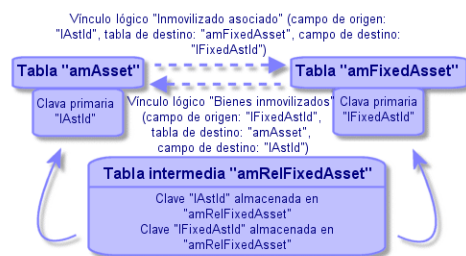 Vínculo lógico "Inmovilizado asociado" (campo de origen:
"lAstId", tabla de destino: "amFixedAsset", campo de destino:
"lFixedAstId")
Tabla "amAsset"
Tabla "amFixedAsset"
Clava primaria
"lAstId"
Vínculo lógico "Bienes inmovilizados"
(campo de origen: "lFixedAstId",
tabla de destino: "amAsset",
campo de destino: "lAstId")
Clava primaria
"lFixedAstId"
Tabla intermedia "amRelFixedAsset"
Clave "lAstId" almacenada en
"amRelFixedAsset"
Clave "lFixedAstId" almacenada en
"amRelFixedAsset"